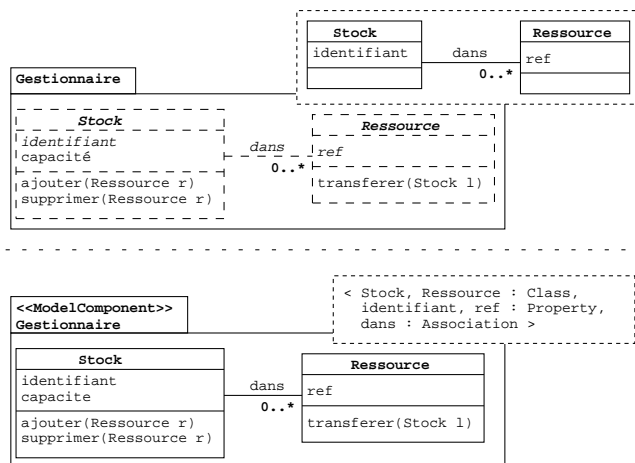 Stock
identifiant
dans
0..*
Ressource
ref
Gestionnaire
Stock
identifiant
capacité
ajouter(Ressource r)
supprimer(Ressource r)
dans
0..*
Ressource
ref
transferer(Stock l)
<<ModelComponent>>
Gestionnaire
< Stock, Ressource : Class,
identifiant, ref : Property,
dans : Association >
Stock
identifiant
capacite
ajouter(Ressource r)
supprimer(Ressource r)
dans
0..*
Ressource
ref
transferer(Stock l)